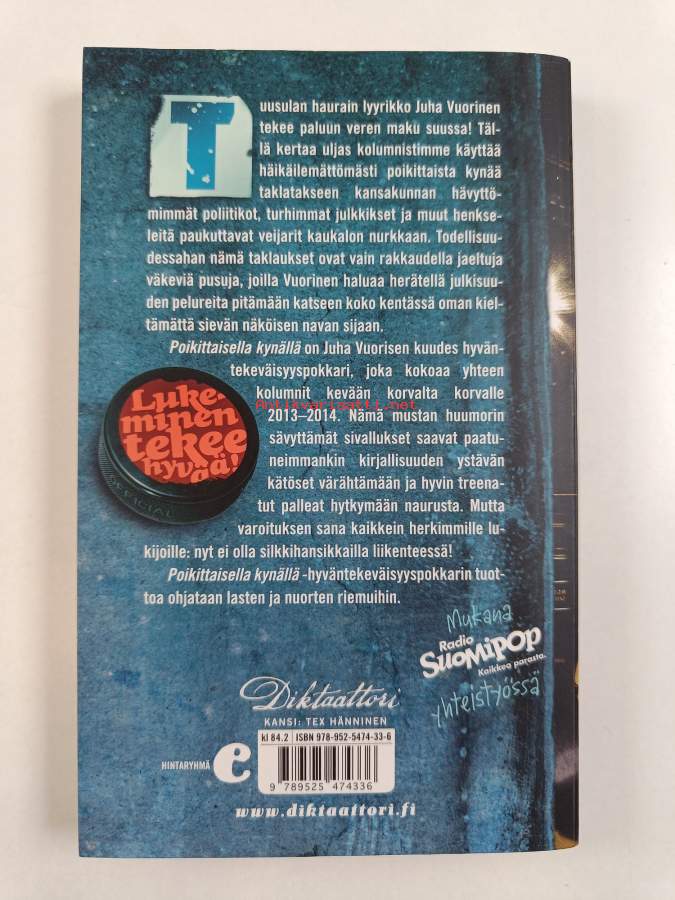 Tuusulan haurain lyyrikko Juha Vuorinen
tekee paluun veren maku suussa! Täl-
lä kertaa uljas kolumnistimme käyttää
häikäilemättömästi poikittaista kynää
taklatakseen kansakunnan hävyttö-
mimmät poliitikot, turhimmat julkkikset ja muut henkse-
leitä paukuttavat veijarit kaukalon nurkkaan. Todellisuu-
dessahan nämä taklaukset ovat vain rakkaudella jaeltuja
väkeviä pusuja, joilla Vuorinen haluaa herätellä julkisuu-
den pelureita pitämään katseen koko kentässä oman kiel-
tämättä sievän näköisen navan sijaan.
Poikittaisella kynällä on Juha Vuorisen kuudes hyvän-
tekeväisyyspokkari, joka kokoaa yhteen
kolumnit kevään korvalta korvalle
2013–2014. Nämä mustan huumorin
sävyttämät sivallukset saavat paatu-
neimmankin kirjallisuuden ystävän
kätöset värähtämään ja hyvin treena-
tut palleat hytkymään naurusta. Mutta
varoituksen sana kaikkein herkimmille lu-
kijoille: nyt ei olla silkkihansikkailla liikenteessä!
Poikittaisella kynällä -hyväntekeväisyyspokkarin tuot-
toa ohjataan lasten ja nuorten riemuihin.
Luke-
minen
tekee
hyvää!
OFFICIAL
Antikvariaatti.net
Mukana
Radio
SUOMIPOP
Kaikkea parasta.
yhteistyössä
Diktaattori
KANSI: TEX HÄNNINEN
kl 84.2 ISBN 978-952-5474-33-6
HINTARYHMÄ e
9 789525 474336
www.diktaattori.fi